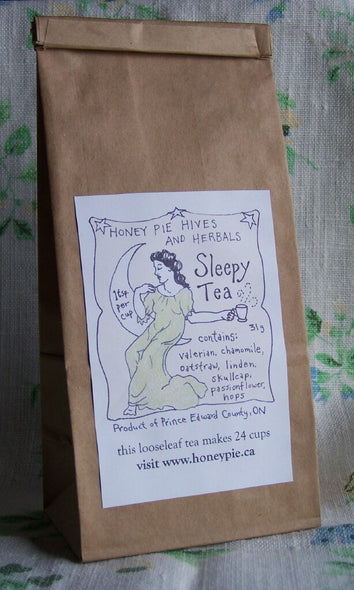 HONEY PIE HIVES
AND HERBALS
Sleepy
Tea
1tsp
per
cup
31g
contains:
valerian, chamomile,
oatstraw, linden,
skullcap,
passionflower,
hops
Product of Prince Edward County, ON
this looseleaf tea makes 24 cups
visit www.honeypie.ca